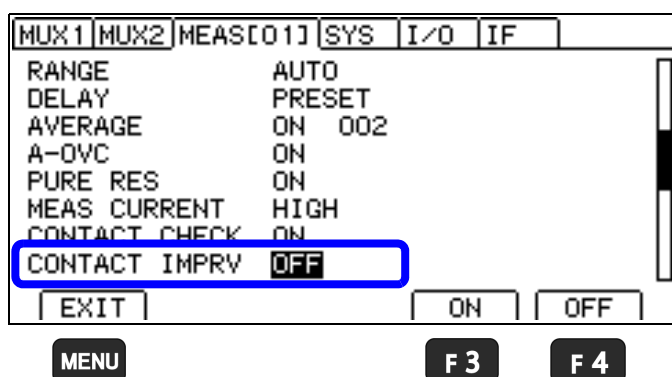 MUX1 MUX2 MEAS[01] SYS I/O IF
RANGE AUTO
DELAY PRESET
AVERAGE ON 002
A-OVC ON
PURE RES ON
MEAS CURRENT HIGH
CONTACT CHECK ON
CONTACT IMPRV OFF
EXIT ON OFF
MENU F3 F4